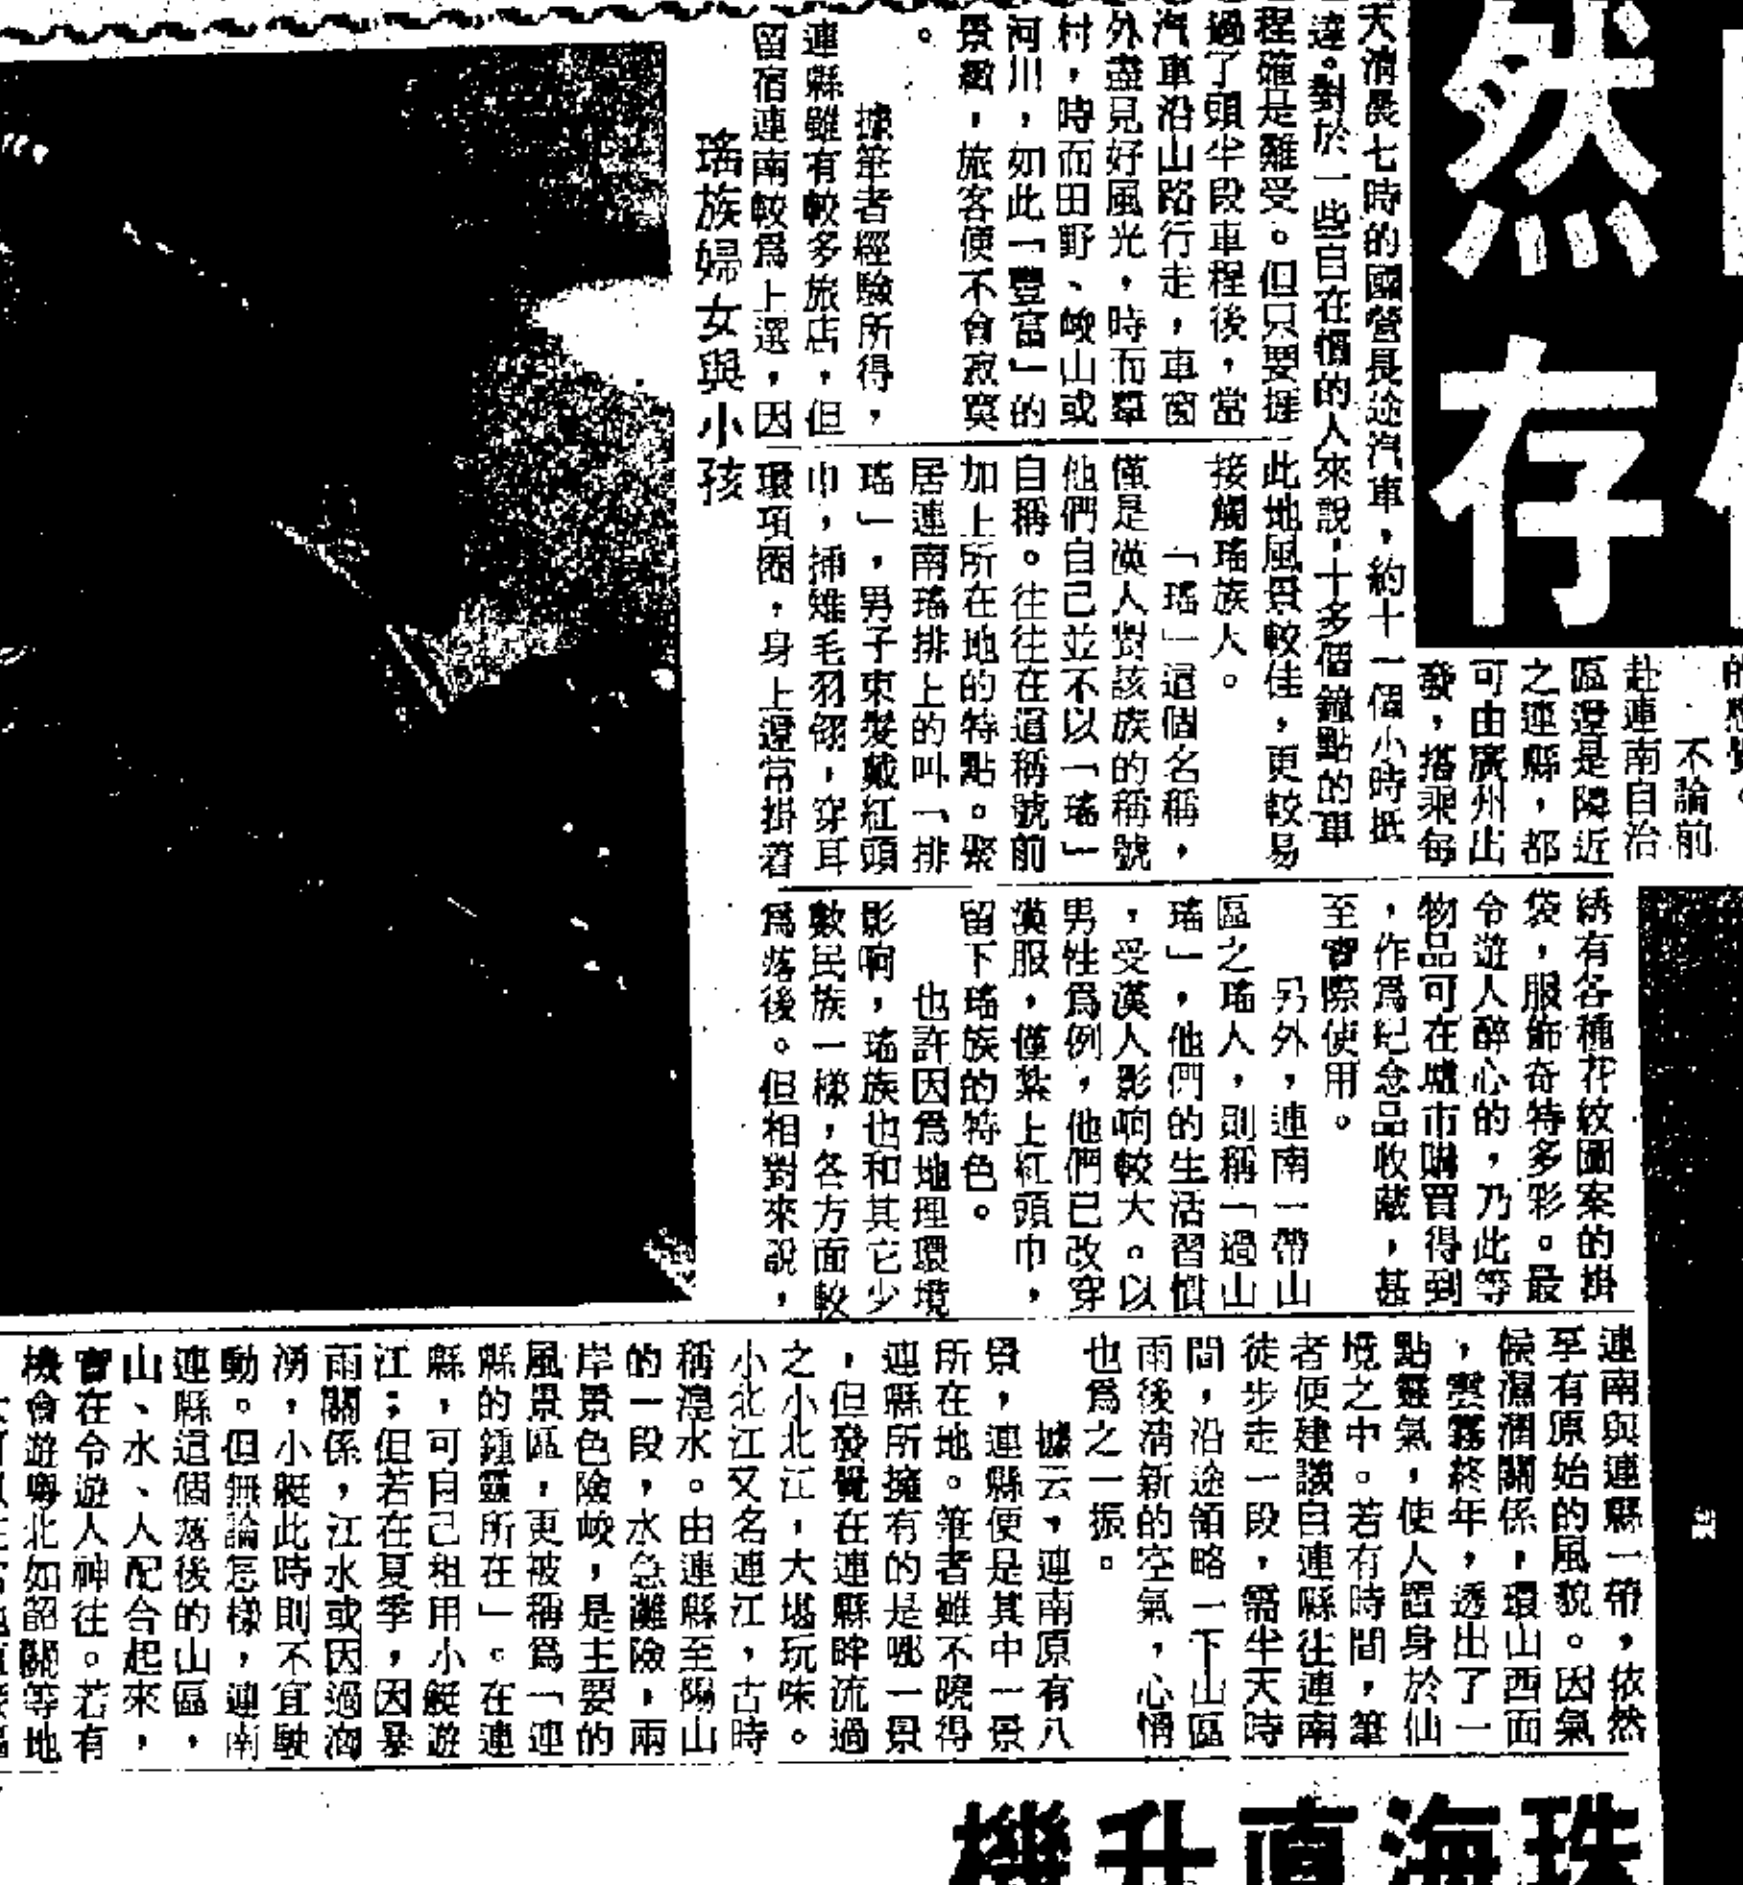 然
存
不論前
赴連南自治
區還是隣近
之連縣，都
可由廣州出
發，搭乘每
天清晨七時的國營長途汽車，約十一個小時抵
達。對於一些自在慣的人來說，十多個鐘點的車
程確是難受。但只要捱
過了頭半段車程後，當
汽車沿山路行走，車窗
外盡見好風光，時而羣
村，時而田野、峻山或
河川，如此「豐富」的
景緻，旅客便不會寂寞
。
據筆者經驗所得，
連縣雖有較多旅店，但
留宿連南較爲上選，因
此地風景較佳，更較易
接觸瑤族人。
「瑤」這個名稱，
僅是漢人對該族的稱號
他們自己並不以「瑤」
自稱。往往在這稱號前
加上所在地的特點。聚
居連南瑤排上的叫「排
瑤」，男子束髮戴紅頭
巾，插雉毛羽翎，穿耳
環項圈，身上還常掛着
綉有各種花紋圖案的掛
袋，服飾奇特多彩。最
令遊人醉心的，乃此等
物品可在墟市購買得到
，作爲紀念品收藏，甚
至實際使用。
另外，連南一帶山
區之瑤人，則稱「過山
瑤」，他們的生活習慣
，受漢人影响較大。以
男性爲例，他們已改穿
漢服，僅紮上紅頭巾，
留下瑤族的特色。
也許因爲地理環境
影响，瑤族也和其它少
數民族一樣，各方面較
爲落後。但相對來說，
連南與連縣一帶，依然
孚有原始的風貌。因氣
候濕潤關係，環山西面
，雲霧終年，透出了一
點靈氣，使人置身於仙
境之中。若有時間，筆
者便建議自連縣往連南
徒步走一段，需半天時
間，沿途領略一下山區
雨後清新的空氣，心情
也爲之一振。
據云，連南原有八
景，連縣便是其中一景
所在地。筆者雖不曉得
連縣所擁有的是哪一景
，但發覺在連縣畔流過
之小北江，大堪玩味。
小北江又名連江，古時
稱湟水。由連縣至陽山
的一段，水急灘險，兩
岸景色險峻，是主要的
風景區，更被稱爲「連
縣的鍾靈所在」。在連
縣，可自己租用小艇遊
江；但若在夏季，因暴
雨關係，江水或因過湧
湧，小艇此時則不宜駛
動。但無論怎樣，連南
連縣這個落後的山區，
山、水、人配合起來，
實在令遊人神往。若有
機會遊粵北如韶關等地
瑤族婦女與小孩
珠海直升機